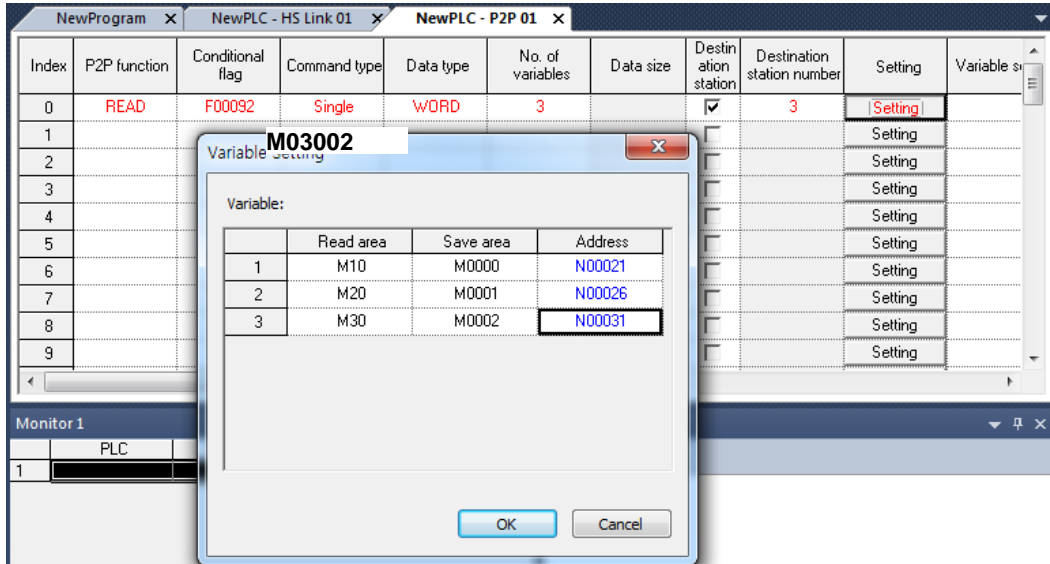 NewProgram x NewPLC - HS Link 01 x NewPLC - P2P 01 x
Index P2P function Conditional flag Command type Data type No. of variables Data size Destin ation station Destination station number Setting
0 READ F00092 Single WORD 3 3 Setting
1 Setting
2 Setting
3 Setting
4 Setting
5 Setting
6 Setting
7 Setting
8 Setting
9 Setting
M03002
Variable
Variable:
Read area Save area Address
1 M10 M0000 N00021
2 M20 M0001 N00026
3 M30 M0002 N00031
OK Cancel
Monitor 1
PLC
1